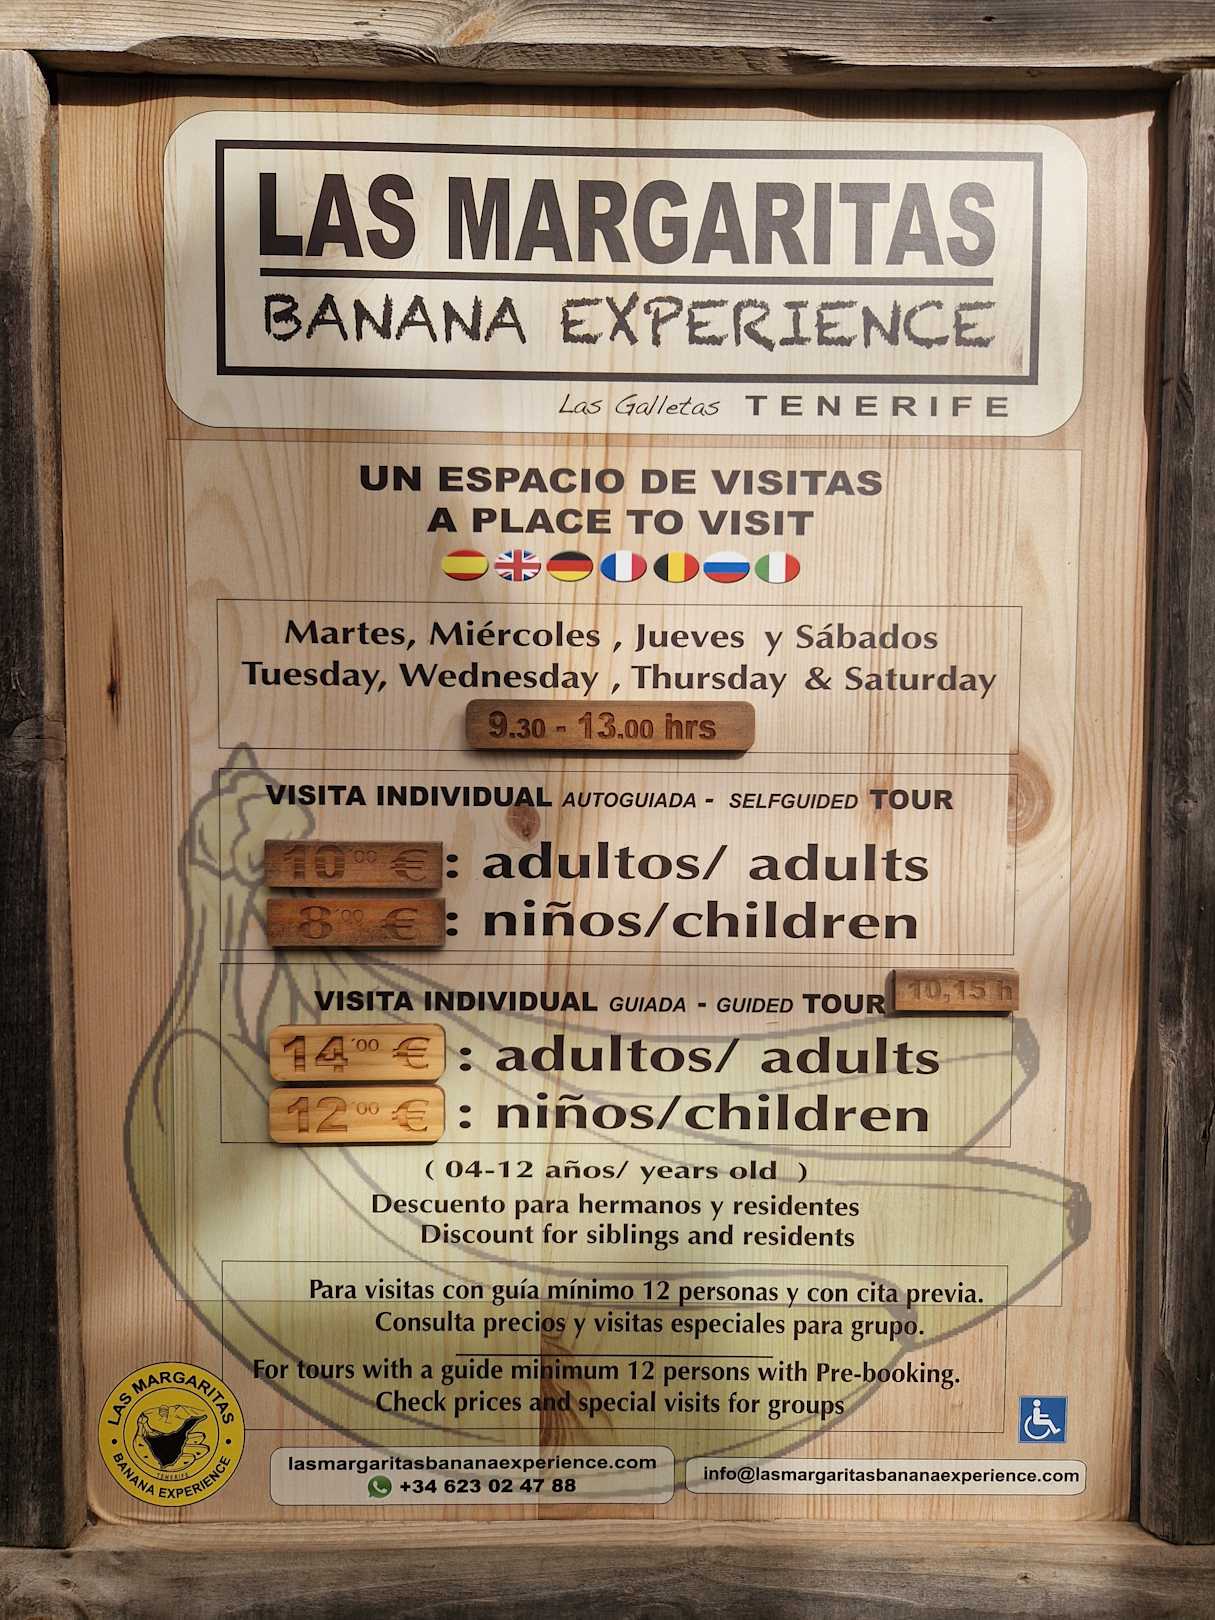 LAS MARGARITAS
BANANA EXPERIENCE
Las Galletas TENERIFE
UN ESPACIO DE VISITAS
A PLACE TO VISIT
Martes, Miércoles , Jueves y Sábados
Tuesday, Wednesday , Thursday & Saturday
9.30 - 13.00 hrs
VISITA INDIVIDUAL AUTOGUIADA - SELFGUIDED TOUR
10´00 € : adultos/ adults
8´00 € : niños/children
VISITA INDIVIDUAL GUIADA - GUIDED TOUR 10,15 h
14´00 € : adultos/ adults
12´00 € : niños/children
( 04-12 años/ years old )
Descuento para hermanos y residentes
Discount for siblings and residents
Para visitas con guía mínimo 12 personas y con cita previa.
Consulta precios y visitas especiales para grupo.
For tours with a guide minimum 12 persons with Pre-booking.
Check prices and special visits for groups
LAS MARGARITAS
TENERIFE
BANANA EXPERIENCE
lasmargaritasbananaexperience.com
+34 623 02 47 88
info@lasmargaritasbananaexperience.com